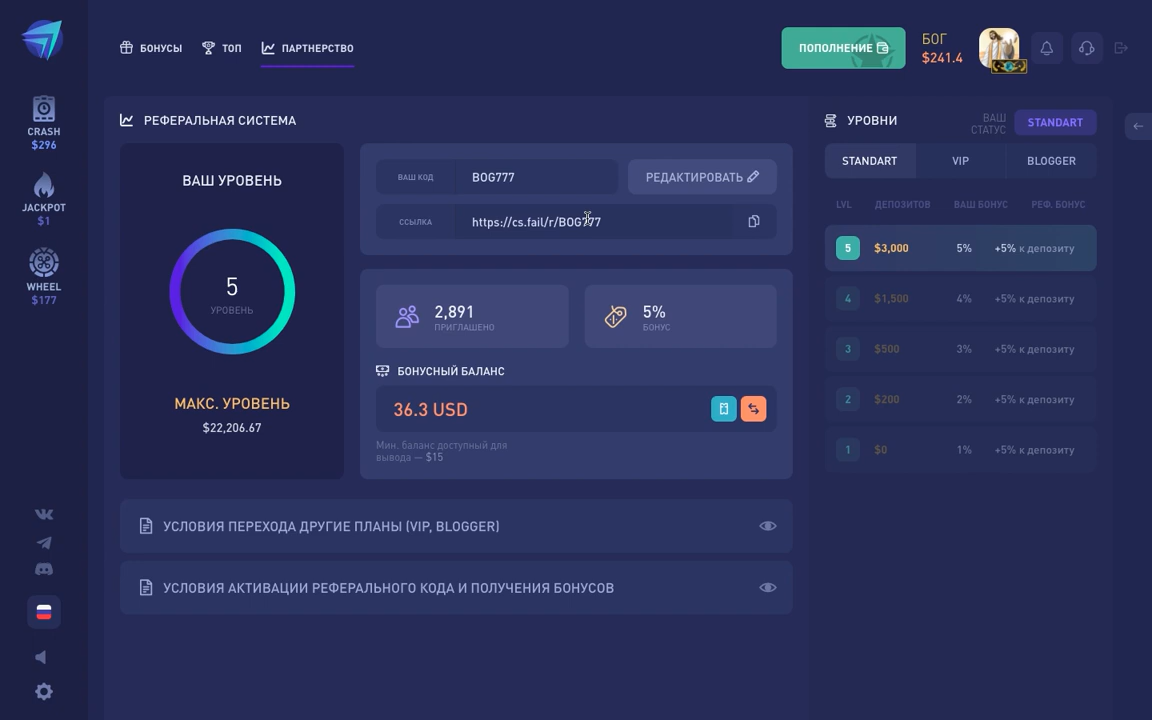 БОНУСЫ
ТОП
ПАРТНЕРСТВО
ПОПОЛНЕНИЕ
БОГ
$241.4
CRASH
$296
JACKPOT
$1
WHEEL
$177
РЕФЕРАЛЬНАЯ СИСТЕМА
ВАШ УРОВЕНЬ
5
УРОВЕНЬ
МАКС. УРОВЕНЬ
$22,206.67
ВАШ КОД
BOG777
РЕДАКТИРОВАТЬ
ССЫЛКА
https://cs.fail/r/BOG777
2,891
ПРИГЛАШЕНО
5%
БОНУС
БОНУСНЫЙ БАЛАНС
36.3 USD
Мин. баланс доступный для
вывода — $15
УСЛОВИЯ ПЕРЕХОДА ДРУГИЕ ПЛАНЫ (VIP, BLOGGER)
УСЛОВИЯ АКТИВАЦИИ РЕФЕРАЛЬНОГО КОДА И ПОЛУЧЕНИЯ БОНУСОВ
УРОВНИ
ВАШ
СТАТУС
STANDART
STANDART VIP BLOGGER
LVL ДЕПОЗИТОВ ВАШ БОНУС РЕФ. БОНУС
5 $3,000 5% +5% к депозиту
4 $1,500 4% +5% к депозиту
3 $500 3% +5% к депозиту
2 $200 2% +5% к депозиту
1 $0 1% +5% к депозиту